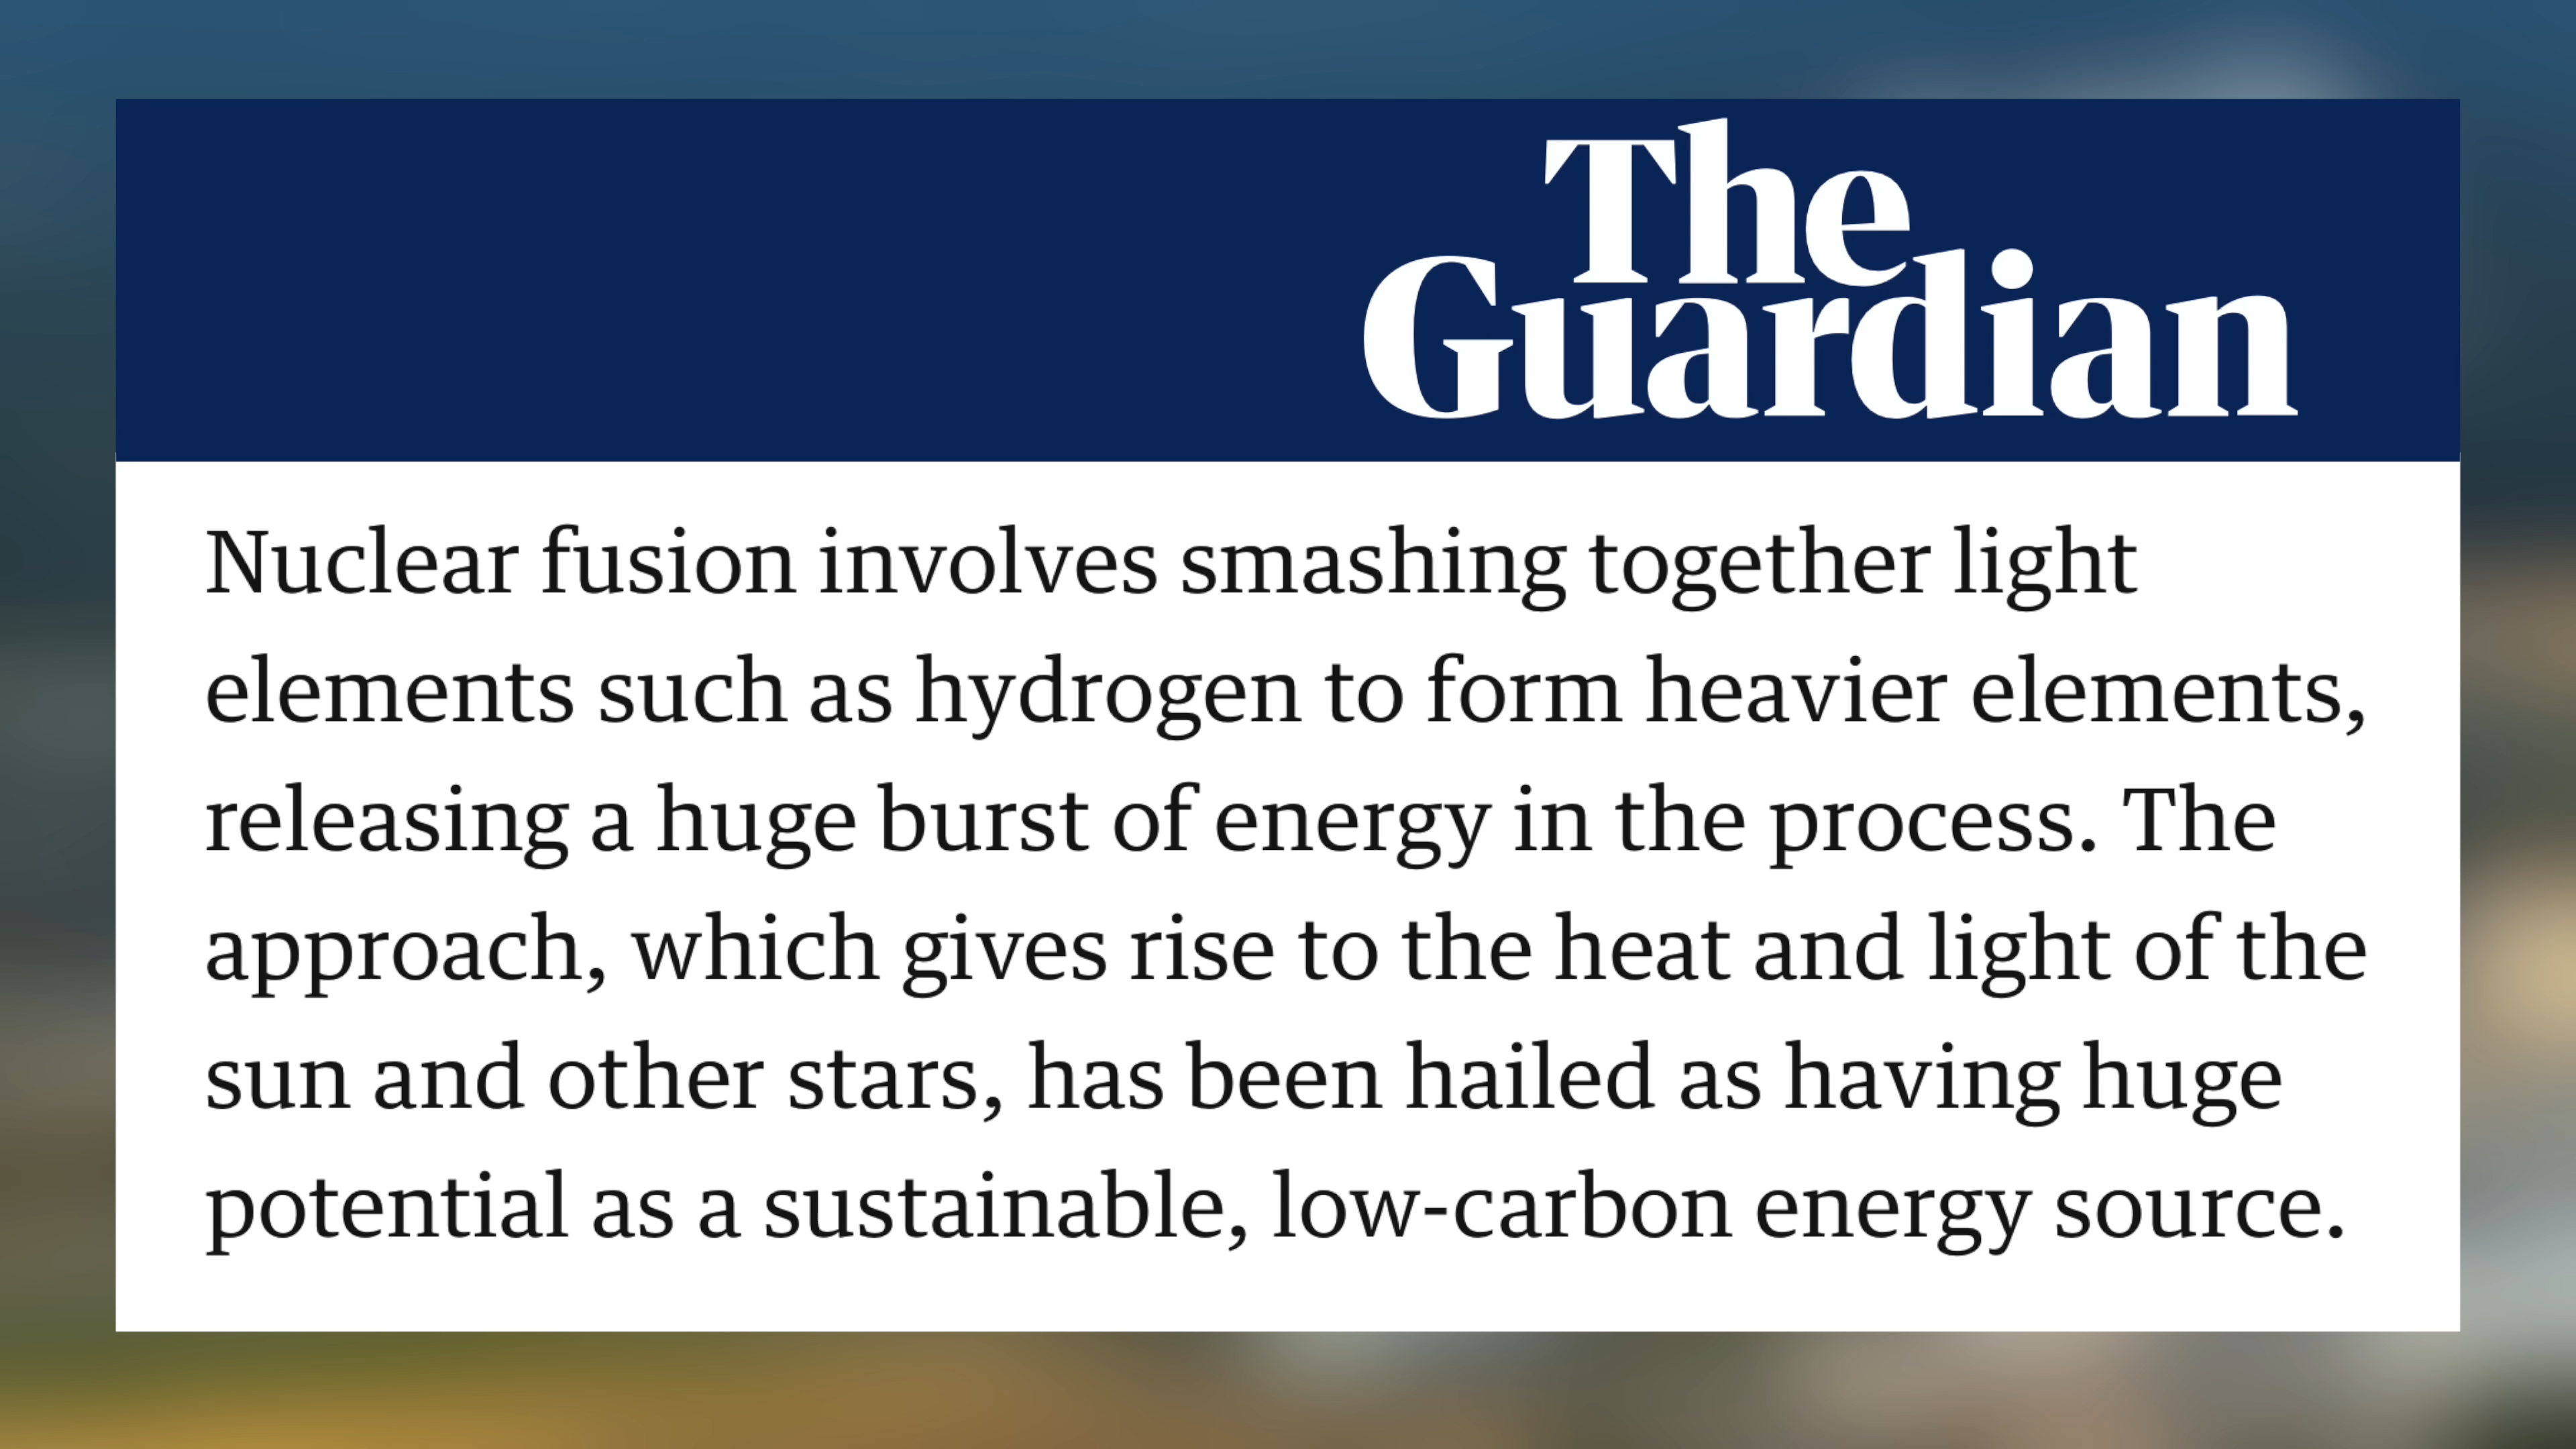 The
Guardian
Nuclear fusion involves smashing together light
elements such as hydrogen to form heavier elements,
releasing a huge burst of energy in the process. The
approach, which gives rise to the heat and light of the
sun and other stars, has been hailed as having huge
potential as a sustainable, low-carbon energy source.